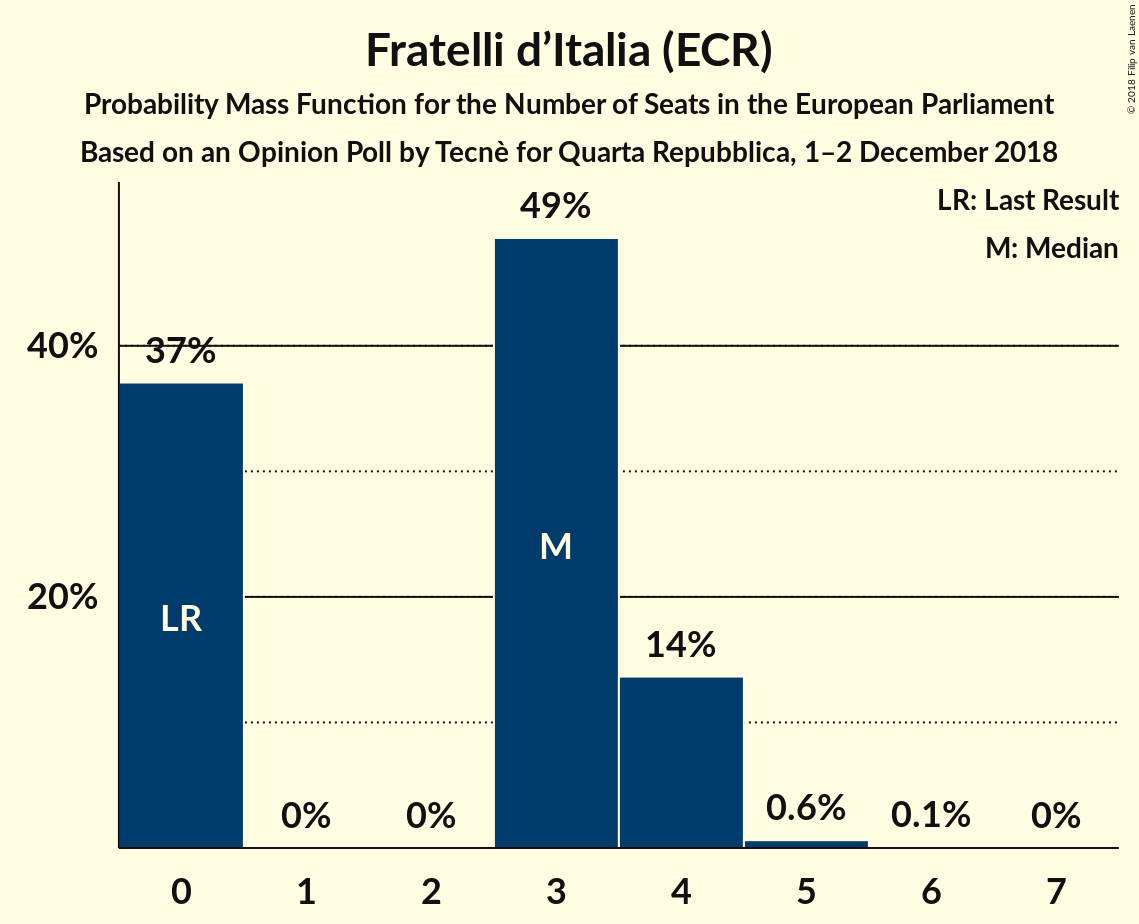 Fratelli d’Italia (ECR)
Probability Mass Function for the Number of Seats in the European Parliament
Based on an Opinion Poll by Tecnè for Quarta Repubblica, 1–2 December 2018
© 2018 Filip van Laenen
LR: Last Result
M: Median
49%
40%
37%
M
20%
LR
14%
0%
0%
0.6%
0.1%
0%
0 1 2 3 4 5 6 7